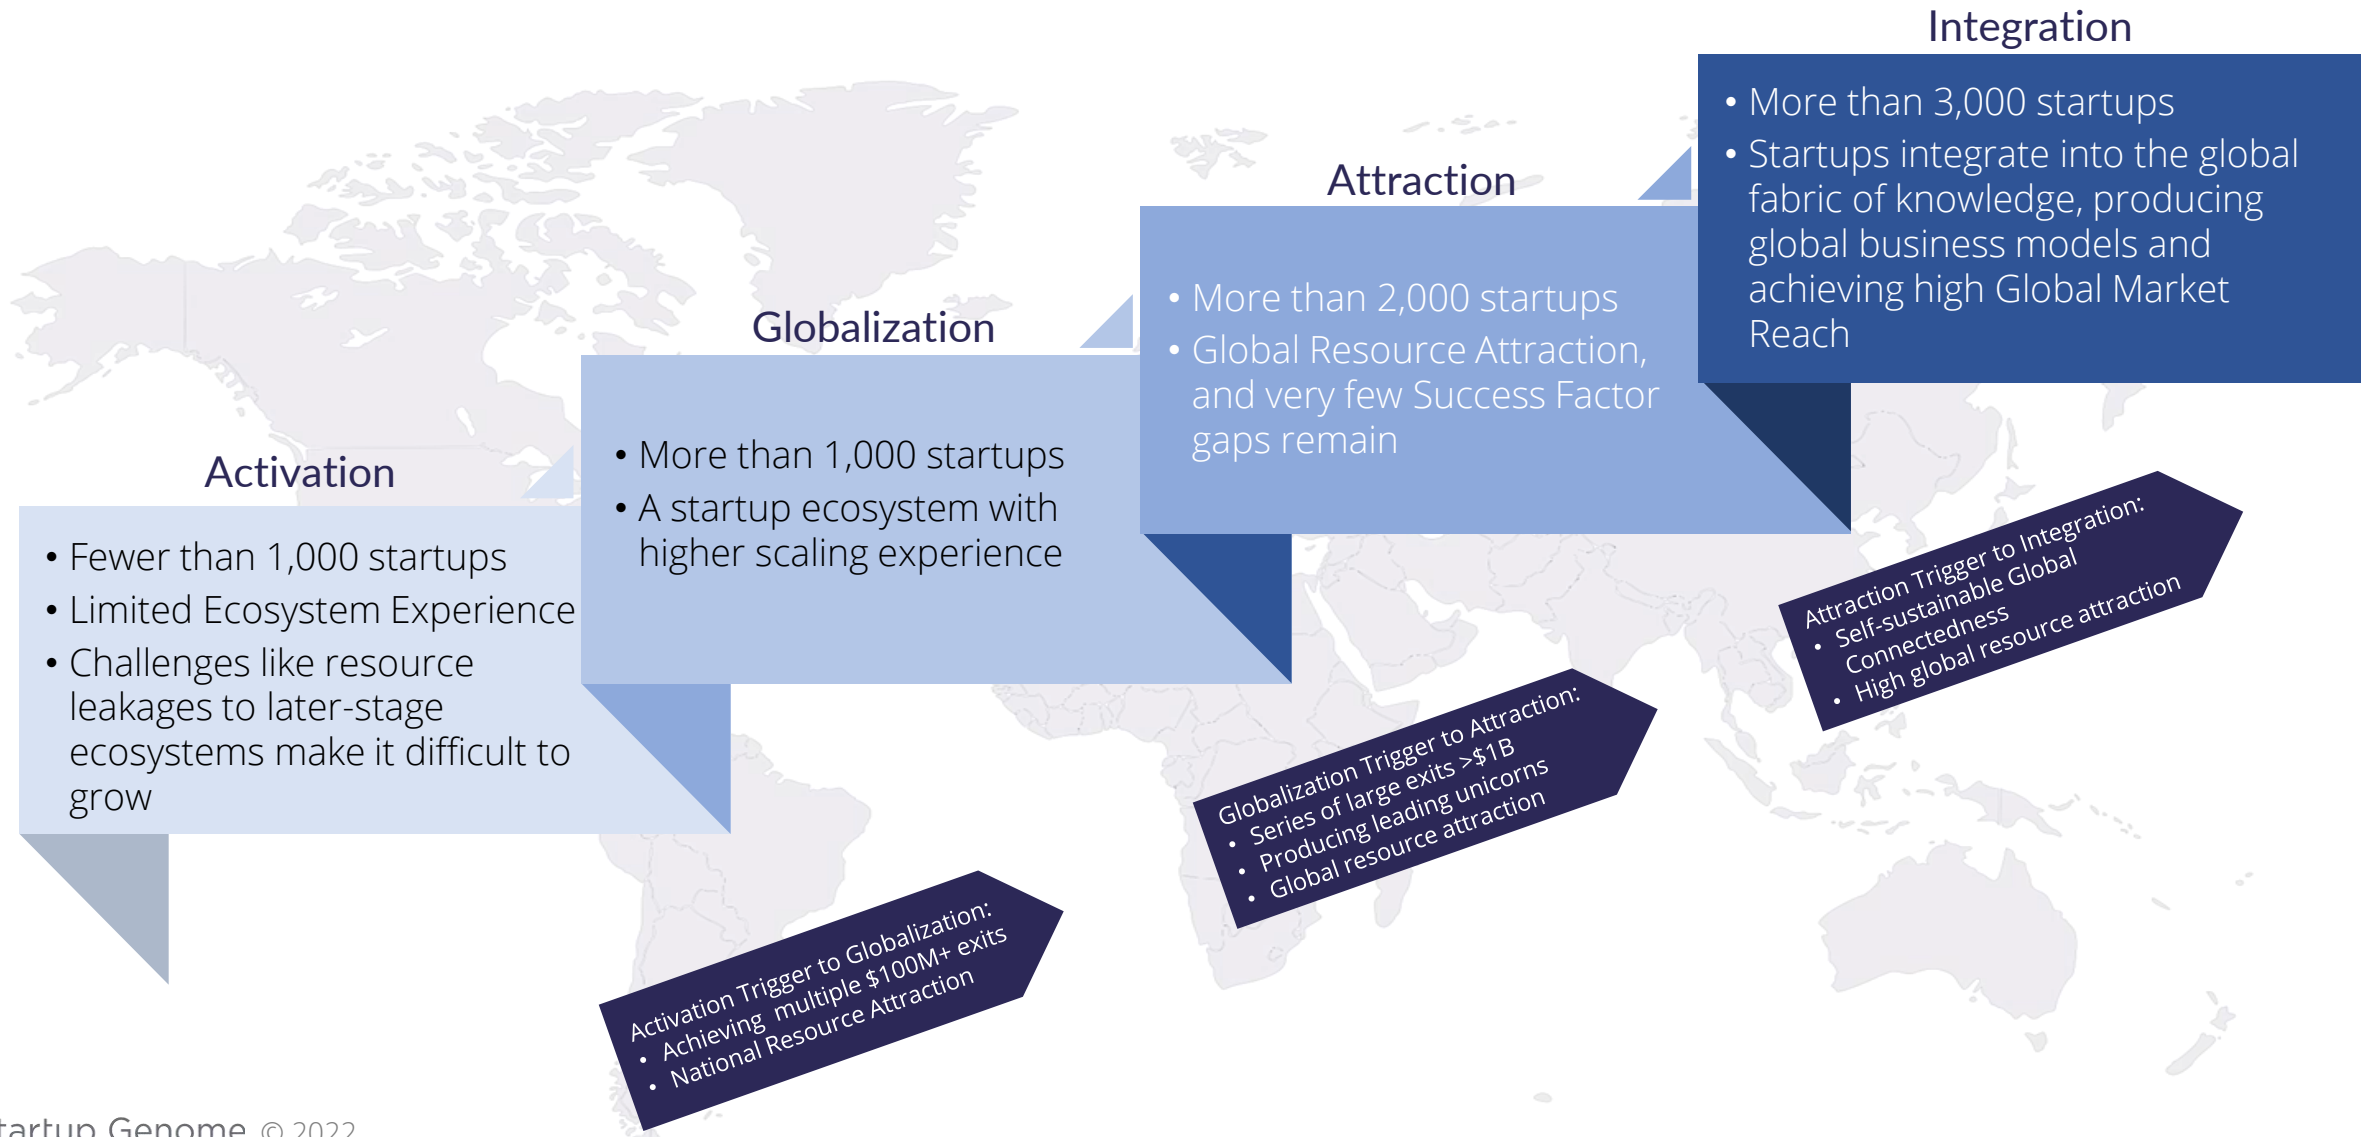 Integration
• More than 3,000 startups
• Startups integrate into the global
fabric of knowledge, producing
global business models and
achieving high Global Market
Reach
Attraction
• More than 2,000 startups
• Global Resource Attraction,
and very few Success Factor
gaps remain
Globalization
• More than 1,000 startups
• A startup ecosystem with
higher scaling experience
Activation
• Fewer than 1,000 startups
• Limited Ecosystem Experience
• Challenges like resource
leakages to later-stage
ecosystems make it difficult to
grow
Attraction Trigger to Integration:
• Self-sustainable Global
Connectedness
• High global resource attraction
Globalization Trigger to Attraction:
• Series of large exits >$1B
• Producing leading unicorns
• Global resource attraction
Activation Trigger to Globalization:
• Achieving multiple $100M+ exits
• National Resource Attraction
tartup Genome © 2022